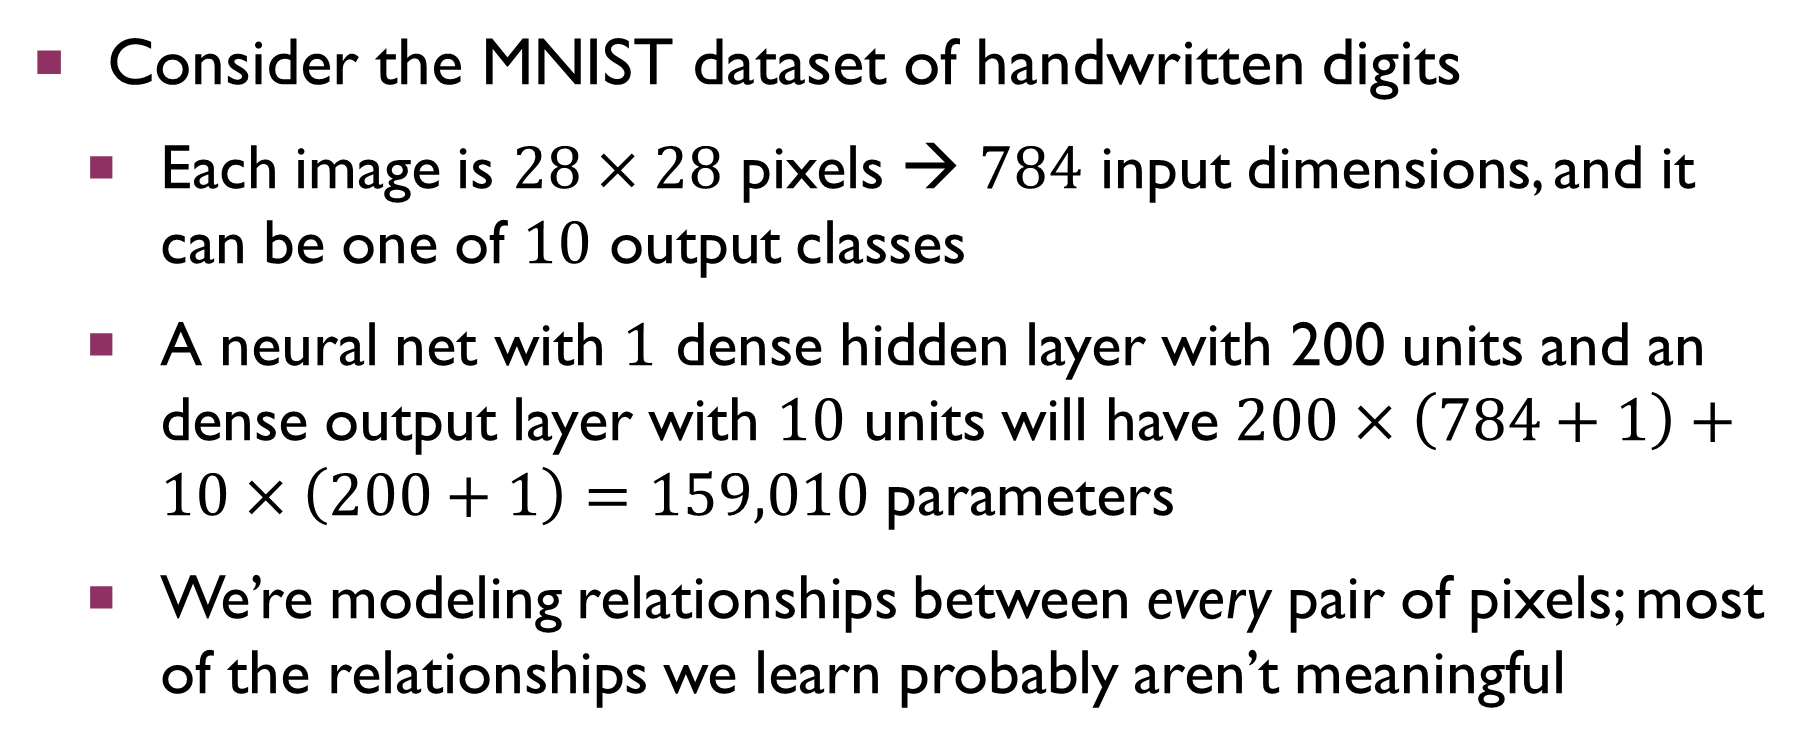 ▪ Consider the MNIST dataset of handwritten digits
▪ Each image is 28 × 28 pixels → 784 input dimensions, and it
can be one of 10 output classes
▪ A neural net with 1 dense hidden layer with 200 units and an
dense output layer with 10 units will have 200 × (784 + 1) +
10 × (200 + 1) = 159,010 parameters
▪ We’re modeling relationships between every pair of pixels; most
of the relationships we learn probably aren’t meaningful